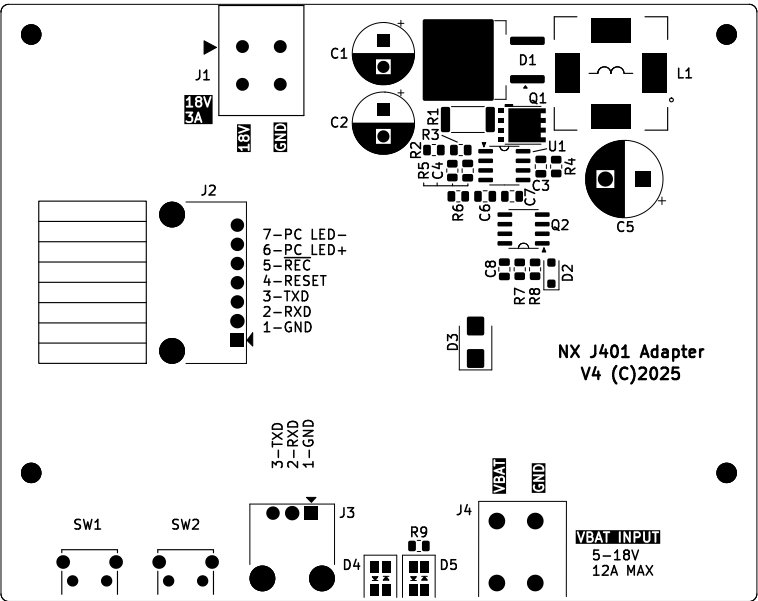 C1
J1
D1
L1
18V
3A
18V
GND
C2
R1
Q1
R3
R2
U1
R5
C4
C3
R4
R6
C6
C7
C5
Q2
J2
7-PC LED-
6-PC LED+
5-REC
4-RESET
3-TXD
2-RXD
1-GND
C8
R7
R8
D2
D3
NX J401 Adapter
V4 (C)2025
3-TXD
2-RXD
1-GND
VBAT
GND
SW1
SW2
J3
J4
R9
D4
D5
VBAT INPUT
5-18V
12A MAX